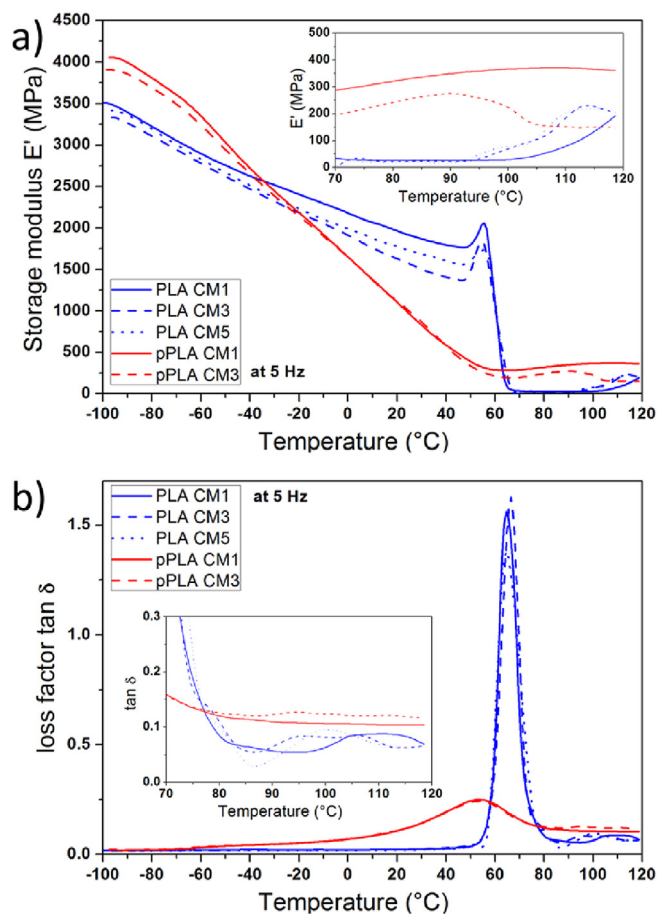 a)
4500
4000
3500
3000
2500
2000
1500
1000
500
0
Storage modulus E' (MPa)
500
400
300
200
100
0
E' (MPa)
70 80 90 100 110 120
Temperature (°C)
PLA CM1
PLA CM3
PLA CM5
pPLA CM1
pPLA CM3
at 5 Hz
-100 -80 -60 -40 -20 0 20 40 60 80 100 120
Temperature (°C)
b)
PLA CM1
PLA CM3
PLA CM5
pPLA CM1
pPLA CM3
at 5 Hz
1.5
1.0
0.5
0.0
loss factor tan δ
0.3
0.2
0.1
0.0
tan δ
70 80 90 100 110 120
Temperature (°C)
-100 -80 -60 -40 -20 0 20 40 60 80 100 120
Temperature (°C)